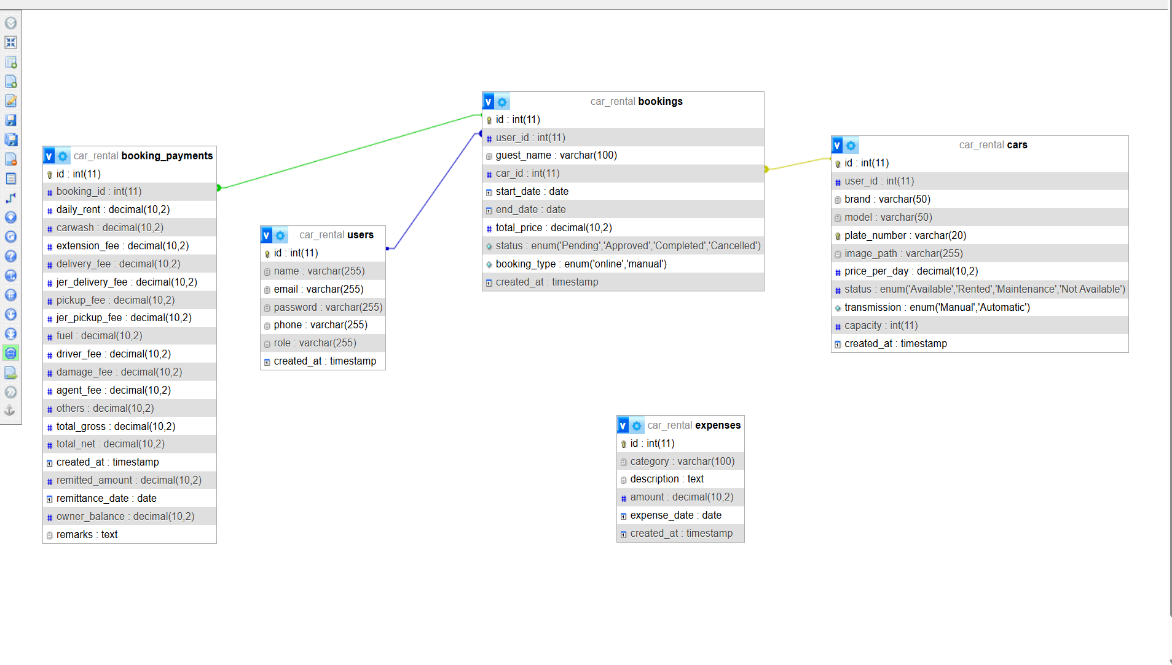 car_rental booking_payments
id : int(11)
booking_id : int(11)
daily_rent : decimal(10,2)
carwash : decimal(10,2)
extension_fee : decimal(10,2)
delivery_fee : decimal(10,2)
jer_delivery_fee : decimal(10,2)
pickup_fee : decimal(10,2)
jer_pickup_fee : decimal(10,2)
fuel : decimal(10,2)
driver_fee : decimal(10,2)
damage_fee : decimal(10,2)
agent_fee : decimal(10,2)
others : decimal(10,2)
total_gross : decimal(10,2)
total_net : decimal(10,2)
created_at : timestamp
remitted_amount : decimal(10,2)
remittance_date : date
owner_balance : decimal(10,2)
remarks : text
car_rental users
id : int(11)
name : varchar(255)
email : varchar(255)
password : varchar(255)
phone : varchar(255)
role : varchar(255)
created_at : timestamp
car_rental bookings
id : int(11)
user_id : int(11)
guest_name : varchar(100)
car_id : int(11)
start_date : date
end_date : date
total_price : decimal(10,2)
status : enum('Pending','Approved','Completed','Cancelled')
booking_type : enum('online','manual')
created_at : timestamp
car_rental cars
id : int(11)
user_id : int(11)
brand : varchar(50)
model : varchar(50)
plate_number : varchar(20)
image_path : varchar(255)
price_per_day : decimal(10,2)
status : enum('Available','Rented','Maintenance','Not Available')
transmission : enum('Manual','Automatic')
capacity : int(11)
created_at : timestamp
car_rental expenses
id : int(11)
category : varchar(100)
description : text
amount : decimal(10,2)
expense_date : date
created_at : timestamp